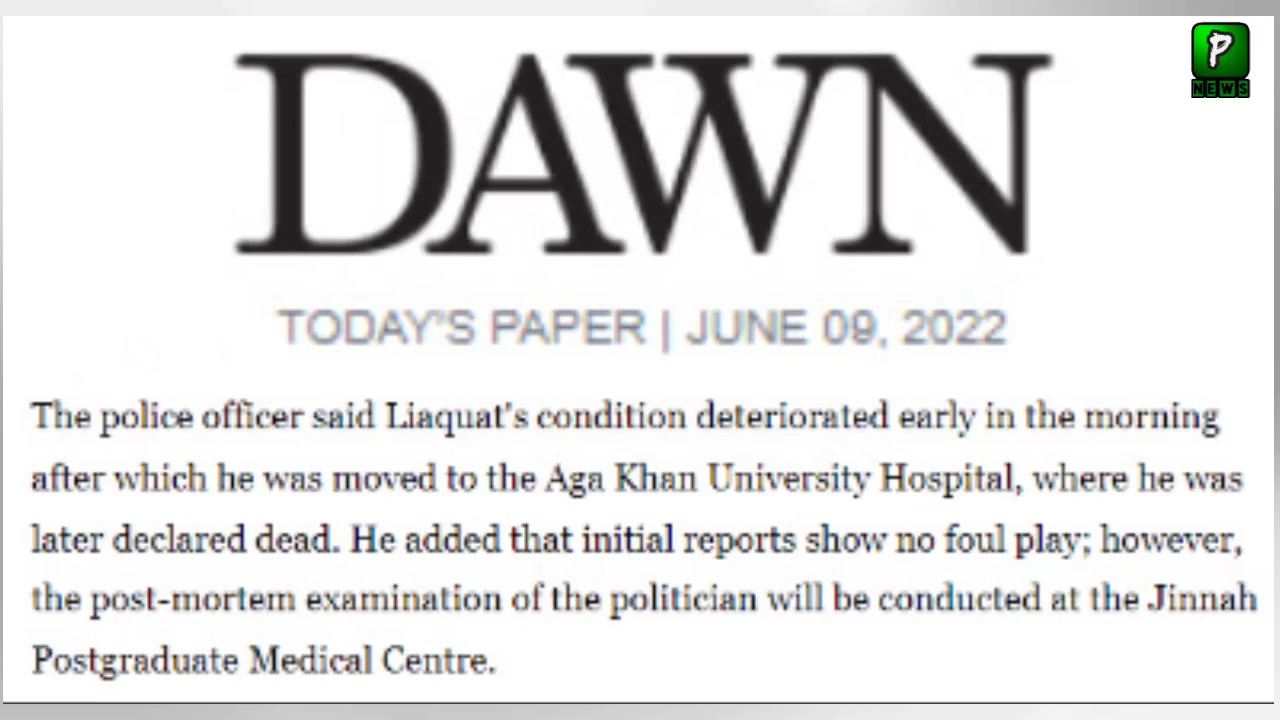 P
NEWS
DAWN
TODAY'S PAPER | JUNE 09, 2022
The police officer said Liaquat's condition deteriorated early in the morning
after which he was moved to the Aga Khan University Hospital, where he was
later declared dead. He added that initial reports show no foul play; however,
the post-mortem examination of the politician will be conducted at the Jinnah
Postgraduate Medical Centre.